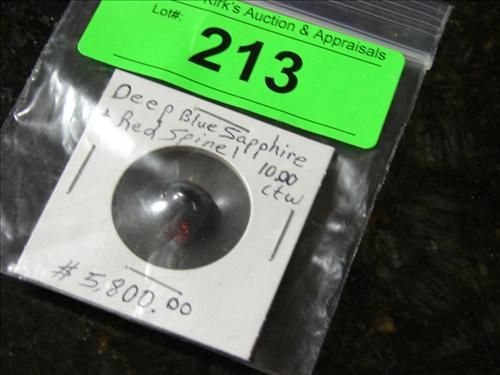 Kirk's Auction & Appraisals
Lot#:
213
Deep Blue Sapphire
+ Red Spinel 10.00
ctw
#5,800.00